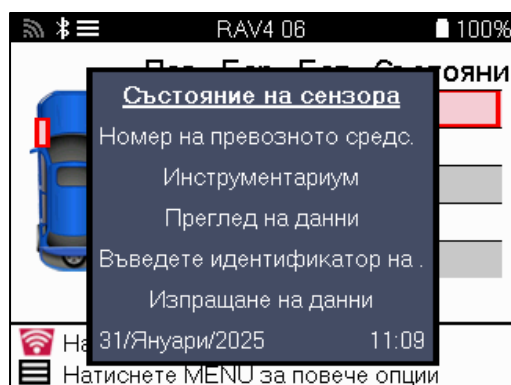 RAV4 06 100%
Състояние на сензора
Номер на превозното средс.
Инструментариум
Преглед на данни
Въведете идентификатор на .
Изпращане на данни
31/Януари/2025 11:09
Натиснете MENU за повече опции